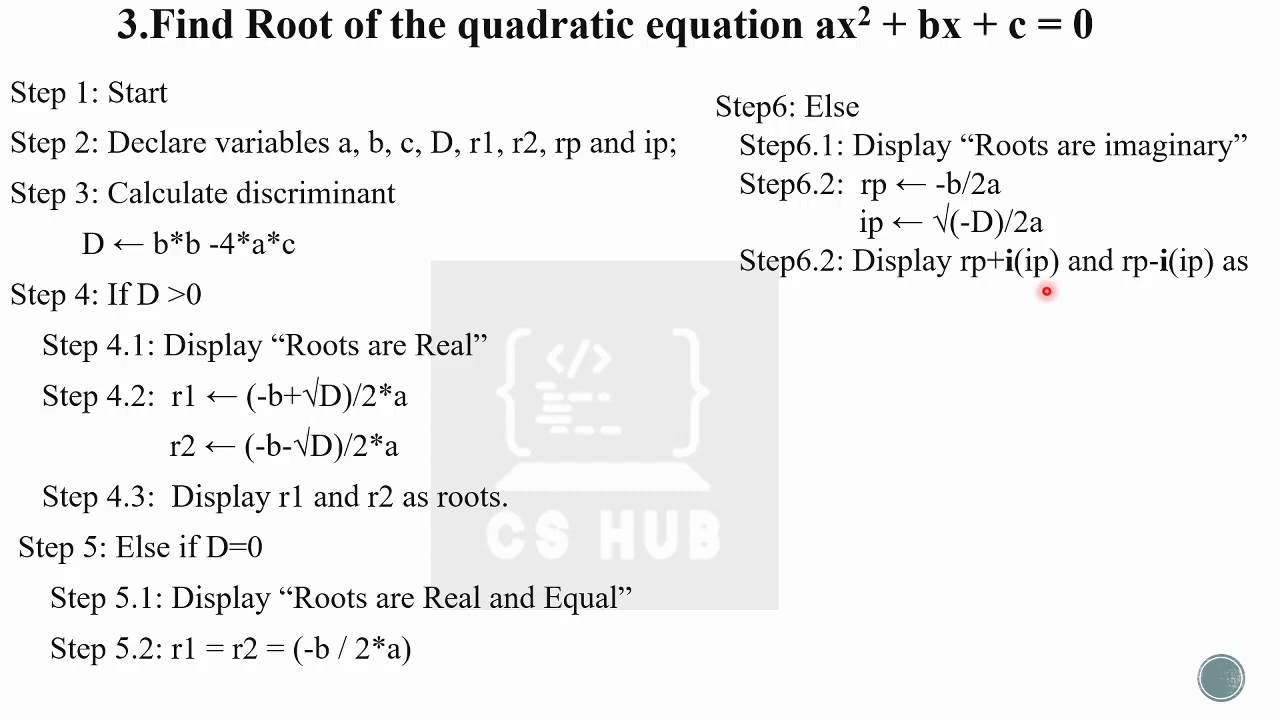 3.Find Root of the quadratic equation ax² + bx + c = 0
Step 1: Start
Step 2: Declare variables a, b, c, D, r1, r2, rp and ip;
Step 3: Calculate discriminant
D ← b*b -4*a*c
Step 4: If D >0
Step 4.1: Display “Roots are Real”
Step 4.2: r1 ← (-b+√D)/2*a
r2 ← (-b-√D)/2*a
Step 4.3: Display r1 and r2 as roots.
Step 5: Else if D=0
Step 5.1: Display “Roots are Real and Equal”
Step 5.2: r1 = r2 = (-b / 2*a)
Step6: Else
Step6.1: Display “Roots are imaginary”
Step6.2: rp ← -b/2a
ip ← √(-D)/2a
Step6.2: Display rp+i(ip) and rp-i(ip) as
</>
CS HUB